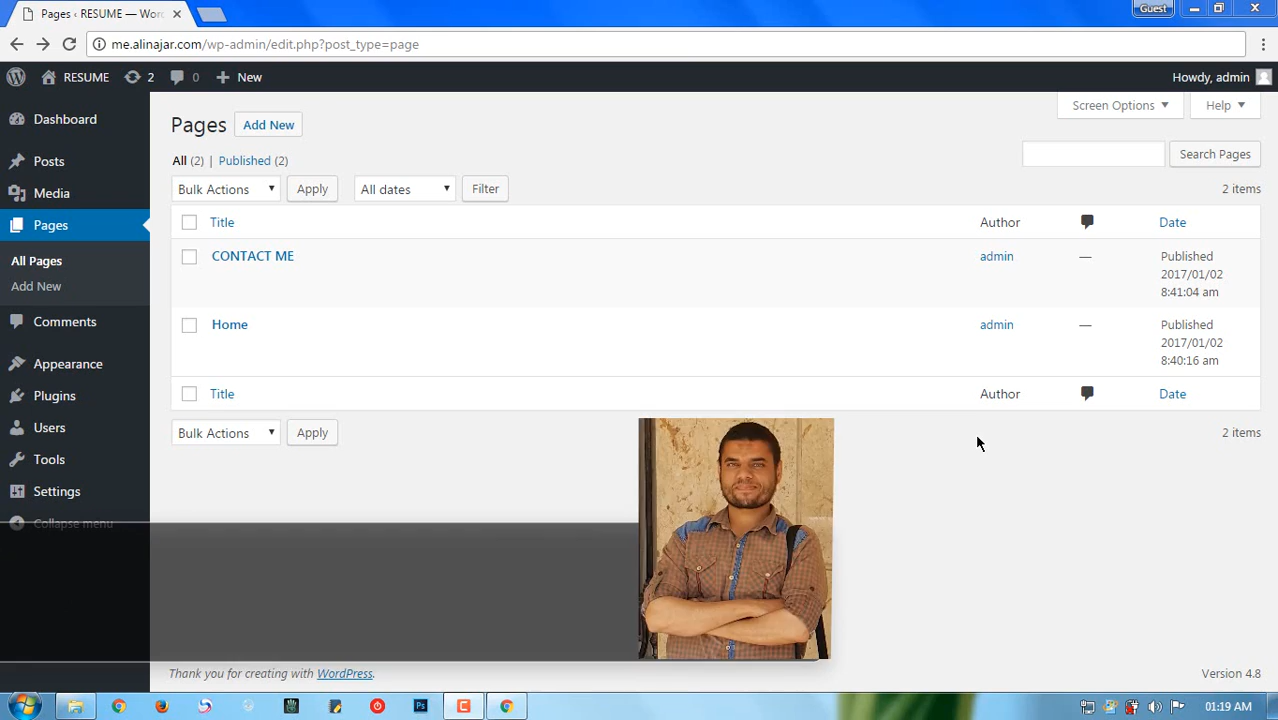 Pages ‹ RESUME — Wor
Guest
me.alinajar.com/wp-admin/edit.php?post_type=page
RESUME 2 0 New Howdy, admin
Screen Options Help
Dashboard
Posts
Media
Pages
All Pages
Add New
Comments
Appearance
Plugins
Users
Tools
Settings
Collapse menu
Pages Add New
All (2) | Published (2)
Search Pages
Bulk Actions Apply All dates Filter 2 items
Title Author Date
CONTACT ME admin — Published
2017/01/02
8:41:04 am
Home admin — Published
2017/01/02
8:40:16 am
Title Author Date
Bulk Actions Apply 2 items
Thank you for creating with WordPress. Version 4.8
Ps
01:19 AM